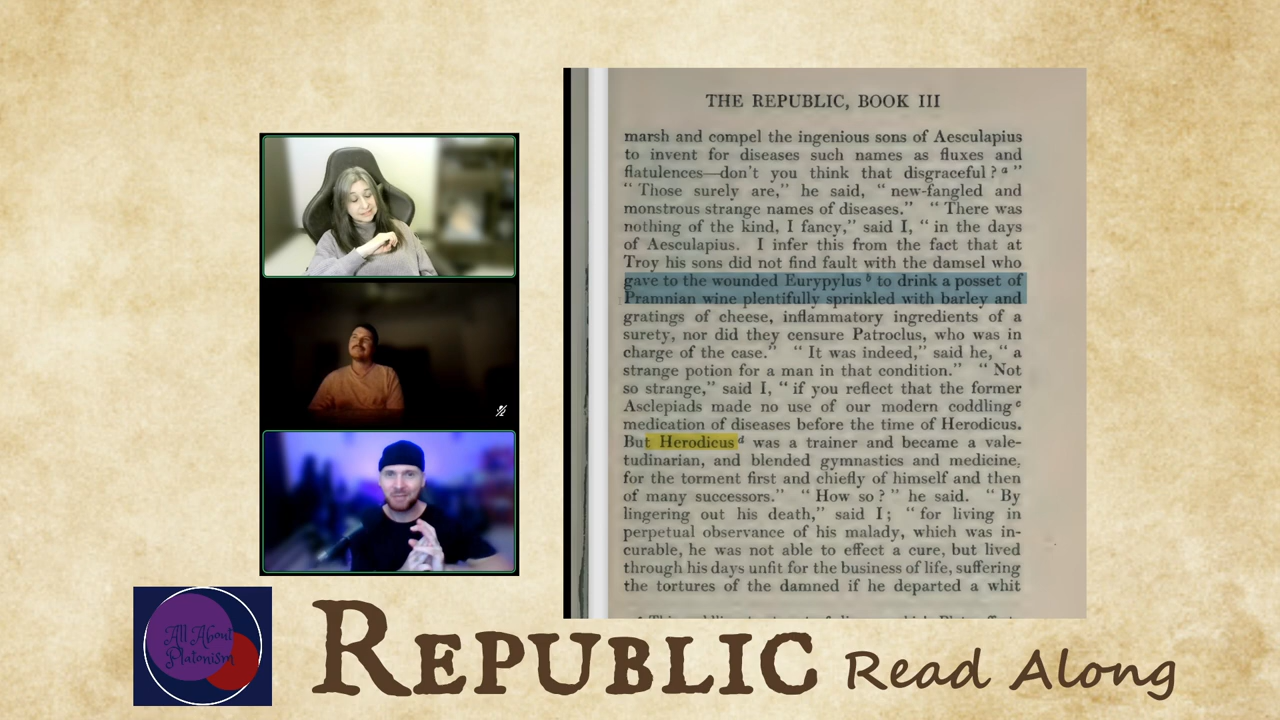 THE REPUBLIC, BOOK III
marsh and compel the ingenious sons of Aesculapius
to invent for diseases such names as fluxes and
flatulences—don't you think that disgraceful? a "
" Those surely are," he said, " new-fangled and
monstrous strange names of diseases." " There was
nothing of the kind, I fancy," said I, " in the days
of Aesculapius. I infer this from the fact that at
Troy his sons did not find fault with the damsel who
gave to the wounded Eurypylus b to drink a posset of
Pramnian wine plentifully sprinkled with barley and
gratings of cheese, inflammatory ingredients of a
surety, nor did they censure Patroclus, who was in
charge of the case." " It was indeed," said he, " a
strange potion for a man in that condition." " Not
so strange," said I, " if you reflect that the former
Asclepiads made no use of our modern coddling c
medication of diseases before the time of Herodicus.
But Herodicus d was a trainer and became a vale-
tudinarian, and blended gymnastics and medicine,
for the torment first and chiefly of himself and then
of many successors." " How so? " he said. " By
lingering out his death," said I; " for living in
perpetual observance of his malady, which was in-
curable, he was not able to effect a cure, but lived
through his days unfit for the business of life, suffering
the tortures of the damned if he departed a whit
All About
Platonism
REPUBLIC Read Along